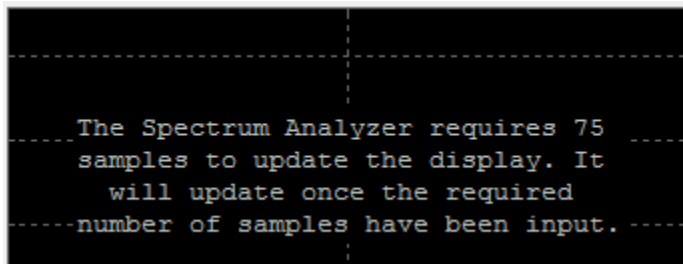 The Spectrum Analyzer requires 75
samples to update the display. It
will update once the required
number of samples have been input.